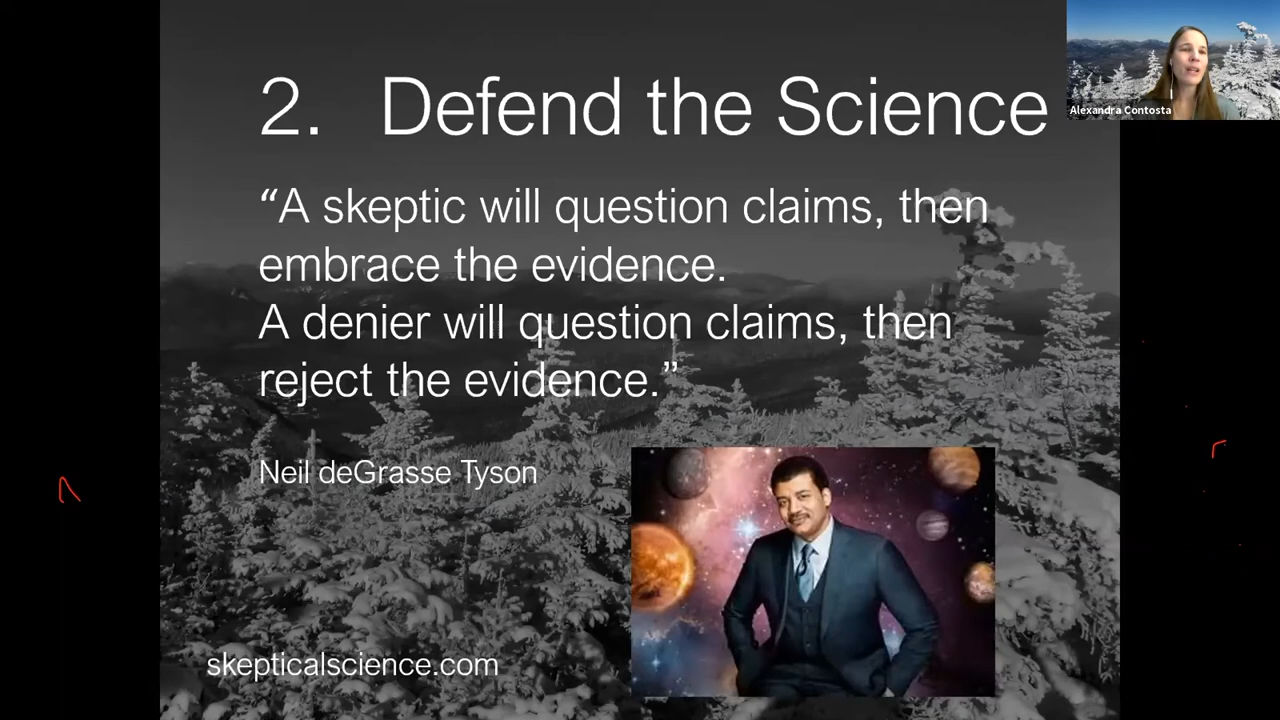 2. Defend the Science
Alexandra Contosta
“A skeptic will question claims, then
embrace the evidence.
A denier will question claims, then
reject the evidence.”
Neil deGrasse Tyson
skepticalscience.com